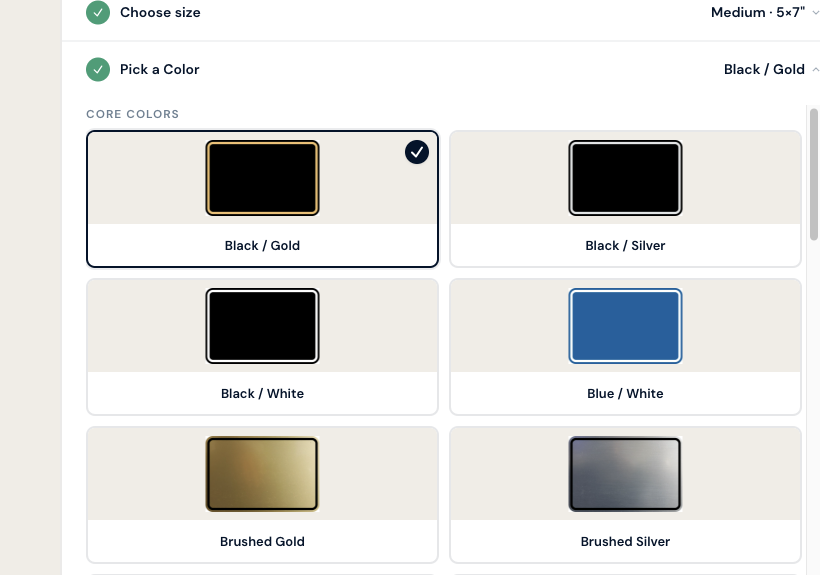 Choose size
Medium · 5×7"
Pick a Color
Black / Gold
CORE COLORS
Black / Gold
Black / Silver
Black / White
Blue / White
Brushed Gold
Brushed Silver